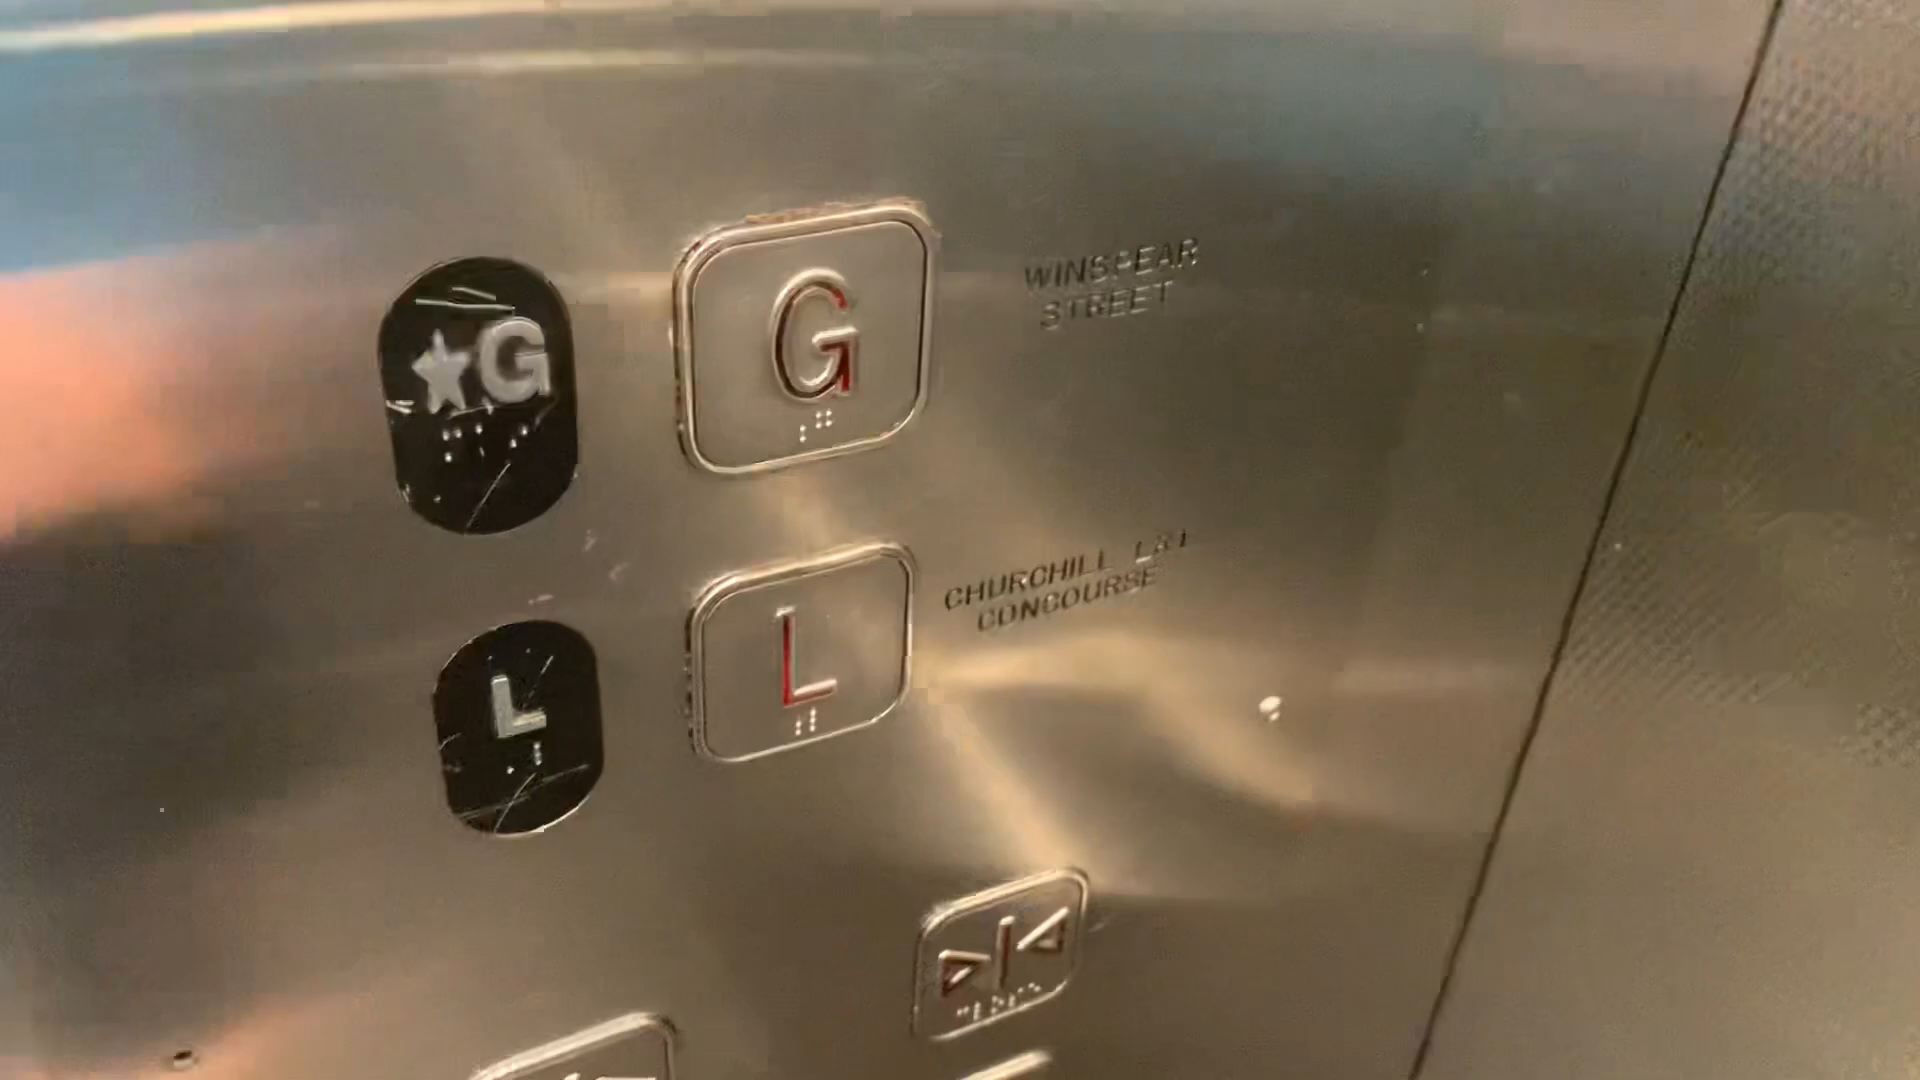 ★G
G
WINSPEAR
STREET
L
L
CHURCHILL LRT
CONCOURSE